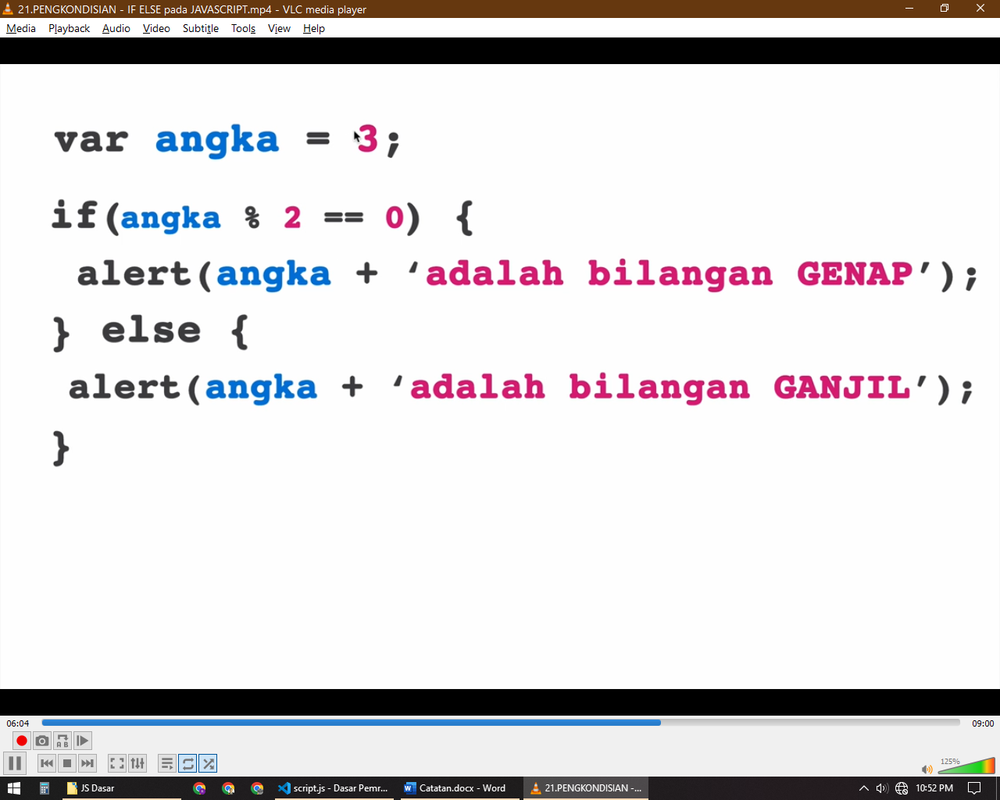 21.PENGKONDISIAN - IF ELSE pada JAVASCRIPT.mp4 - VLC media player
Media Playback Audio Video Subtitle Tools View Help
var angka = 3;
if(angka % 2 == 0) {
alert(angka + ‘adalah bilangan GENAP’);
} else {
alert(angka + ‘adalah bilangan GANJIL’);
}
06:04 09:00
A B
125%
JS Dasar script.js - Dasar Pemr... Catatan.docx - Word 21.PENGKONDISIAN -... 10:52 PM